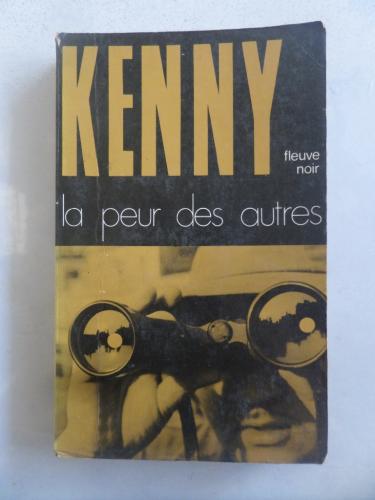 KENNY
fleuve
noir
la peur des autres